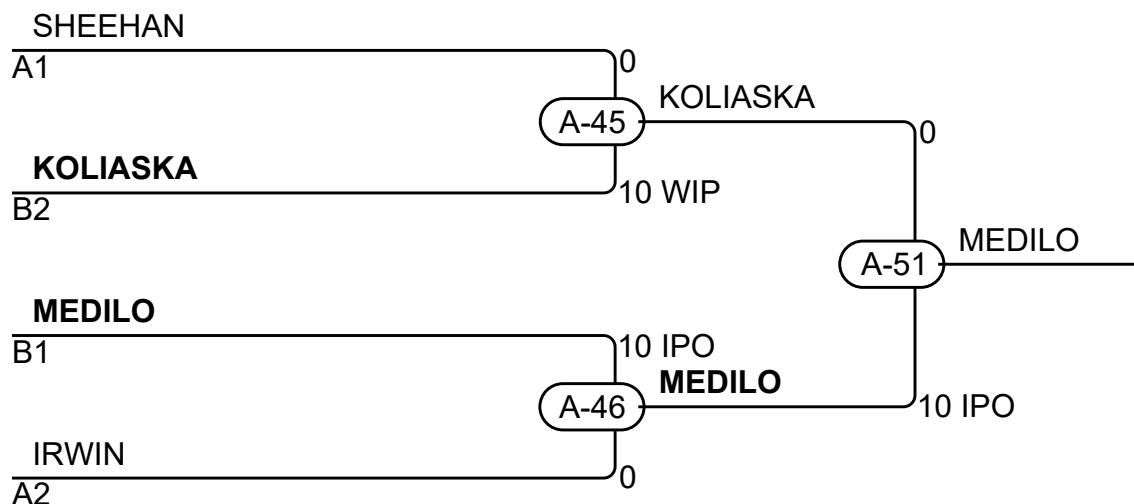 SHEEHAN
A1
0
A-45
KOLIASKA
0
KOLIASKA
B2
10 WIP
A-51
MEDILO
MEDILO
B1
10 IPO
MEDILO
A-46
10 IPO
IRWIN
A2
0